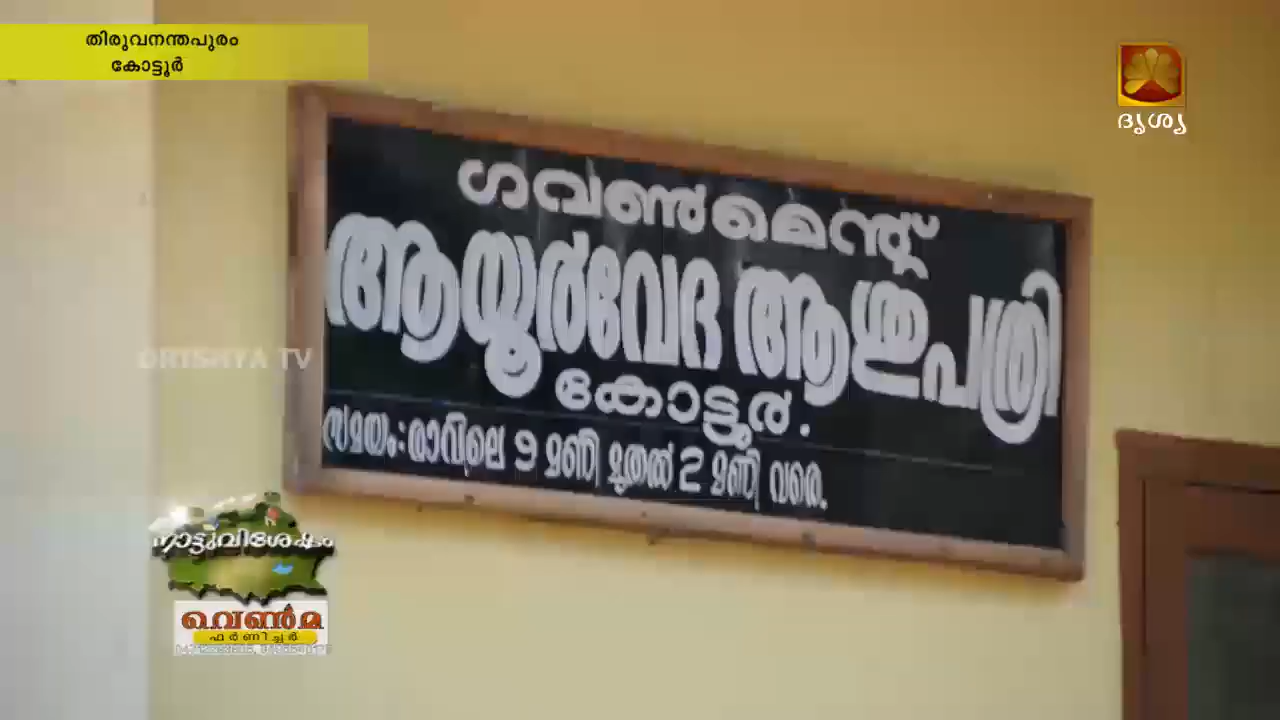 തിരുവനന്തപുരം
കോട്ടൂർ
ദൃശ്യ
ഗവൺമെന്റ്
ആയൂർവേദ ആശുപത്രി
കോട്ടൂര്.
സമയം:രാവിലെ 9 മണി മുതൽ 2 മണി വരെ.
DRISHYA TV
നാട്ടുവിശേഷം
വെൺമ
ഫർണിച്ചർ